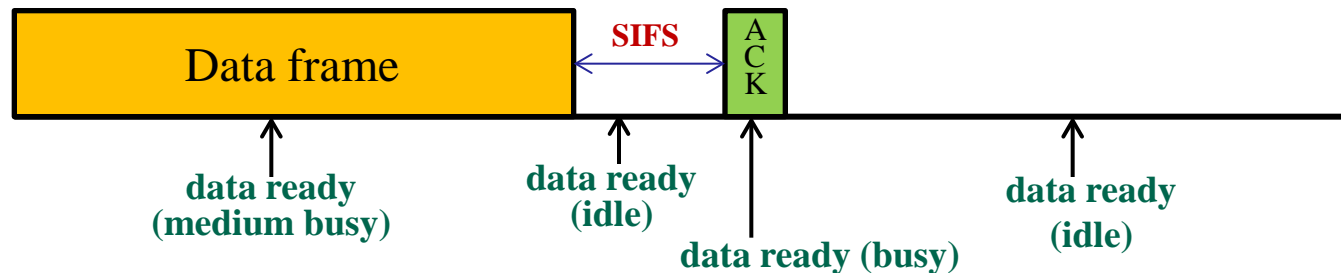 Data frame
SIFS
A
C
K
data ready
(medium busy)
data ready
(idle)
data ready (busy)
data ready
(idle)